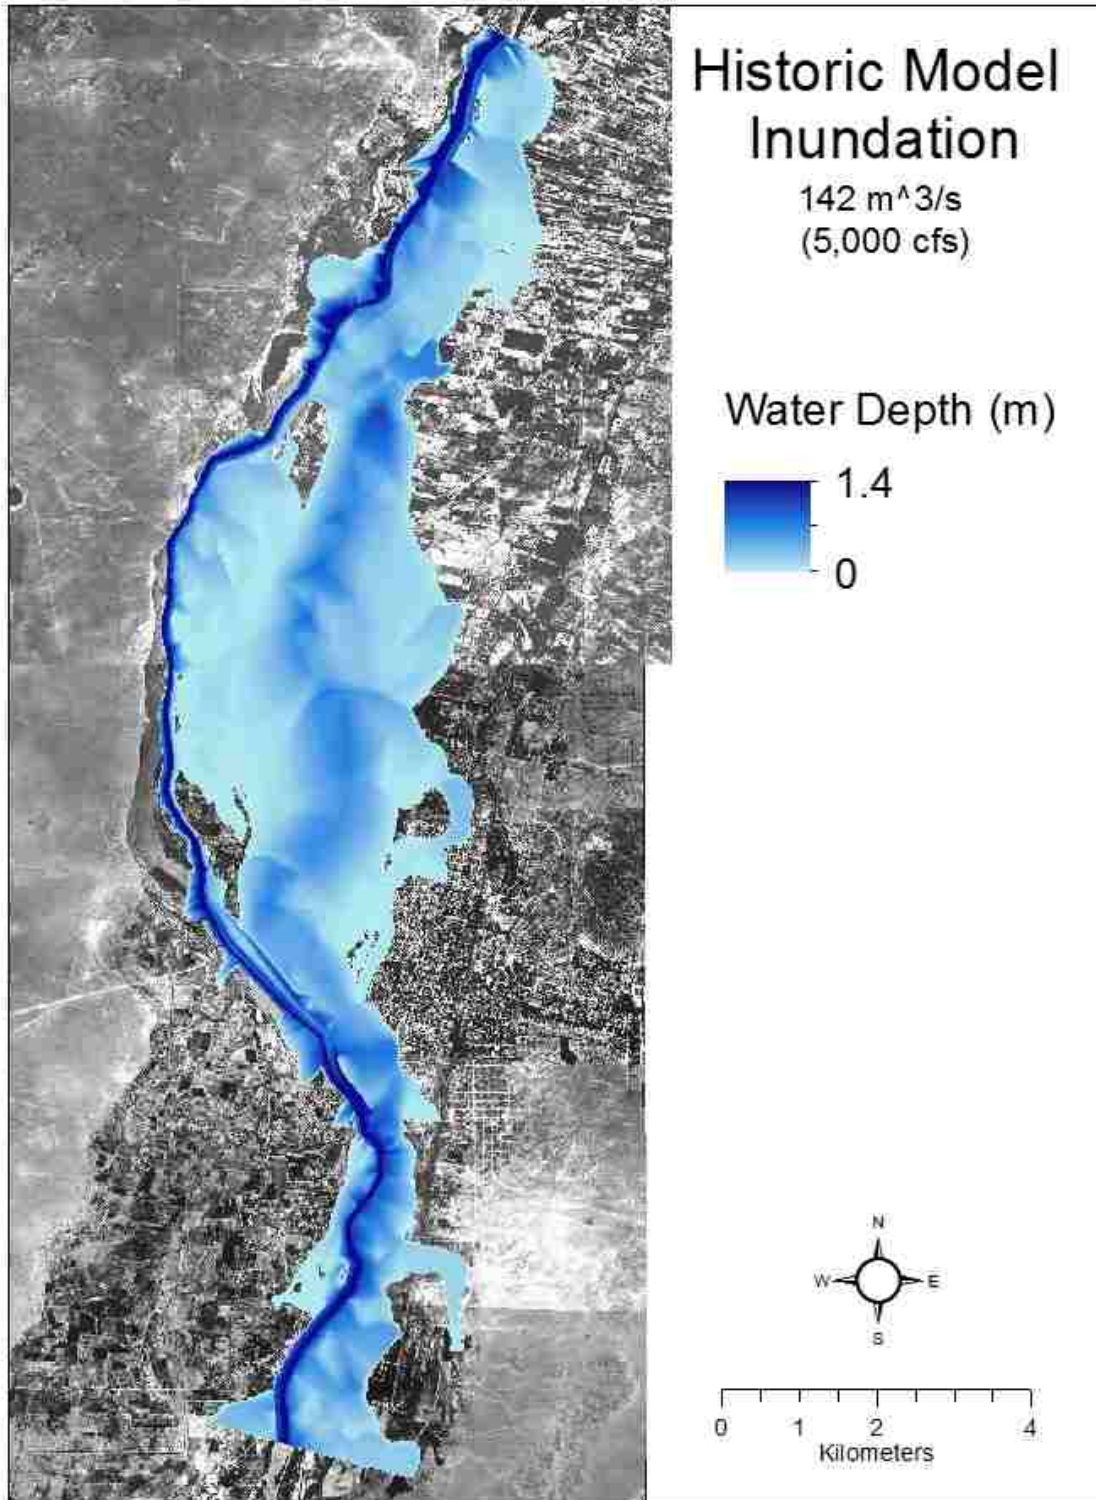 Historic Model
Inundation
142 m^3/s
(5,000 cfs)
Water Depth (m)
1.4
0
N
W E
S
0 1 2 4
Kilometers